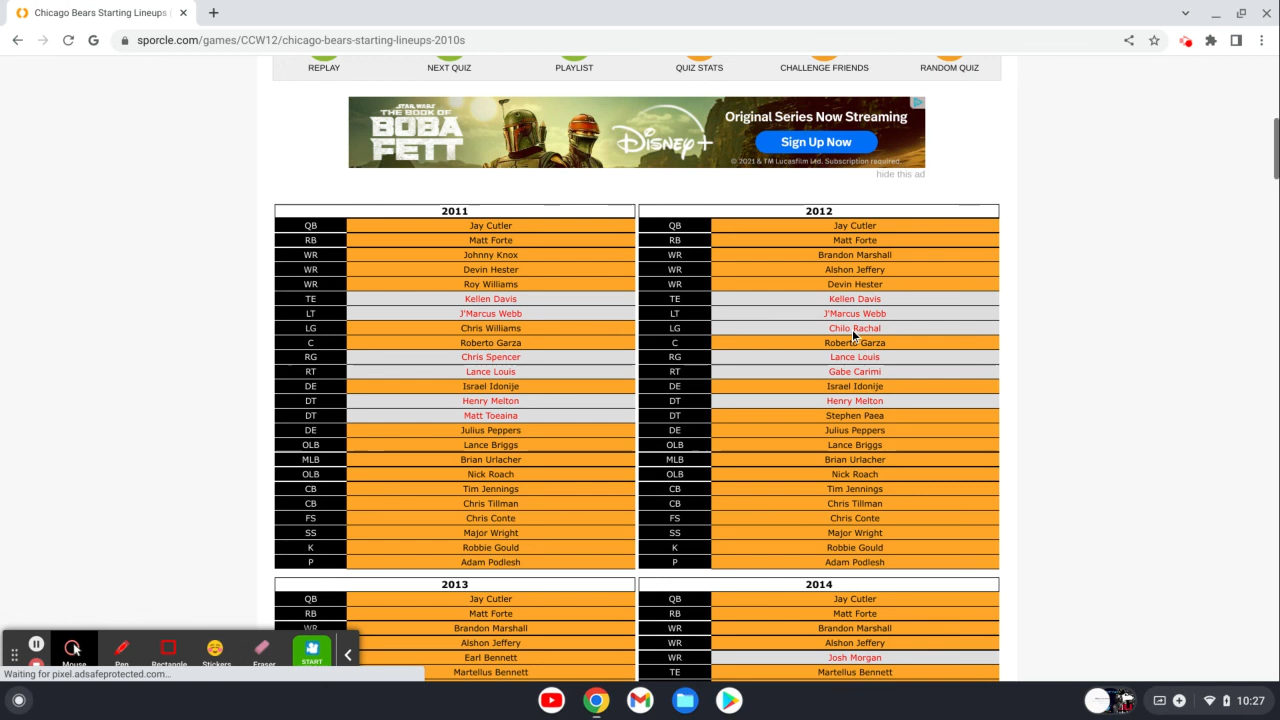 Chicago Bears Starting Lineups
sporcle.com/games/CCW12/chicago-bears-starting-lineups-2010s
REPLAY NEXT QUIZ PLAYLIST QUIZ STATS CHALLENGE FRIENDS RANDOM QUIZ
STAR WARS
THE BOOK OF
BOBA
FETT
Disney+
Original Series Now Streaming
Sign Up Now
© 2021 & TM Lucasfilm Ltd. Subscription required.
hide this ad
2011
QB Jay Cutler
RB Matt Forte
WR Johnny Knox
WR Devin Hester
WR Roy Williams
TE Kellen Davis
LT J'Marcus Webb
LG Chris Williams
C Roberto Garza
RG Chris Spencer
RT Lance Louis
DE Israel Idonije
DT Henry Melton
DT Matt Toeaina
DE Julius Peppers
OLB Lance Briggs
MLB Brian Urlacher
OLB Nick Roach
CB Tim Jennings
CB Chris Tillman
FS Chris Conte
SS Major Wright
K Robbie Gould
P Adam Podlesh
2012
QB Jay Cutler
RB Matt Forte
WR Brandon Marshall
WR Alshon Jeffery
WR Devin Hester
TE Kellen Davis
LT J'Marcus Webb
LG Chilo Rachal
C Roberto Garza
RG Lance Louis
RT Gabe Carimi
DE Israel Idonije
DT Henry Melton
DT Stephen Paea
DE Julius Peppers
OLB Lance Briggs
MLB Brian Urlacher
OLB Nick Roach
CB Tim Jennings
CB Chris Tillman
FS Chris Conte
SS Major Wright
K Robbie Gould
P Adam Podlesh
2013
QB Jay Cutler
RB Matt Forte
WR Brandon Marshall
Alshon Jeffery
Earl Bennett
Martellus Bennett
2014
QB Jay Cutler
RB Matt Forte
WR Brandon Marshall
WR Alshon Jeffery
WR Josh Morgan
TE Martellus Bennett
Mouse Pen Rectangle Stickers Eraser START
Waiting for pixel.adsafeprotected.com...
10:27